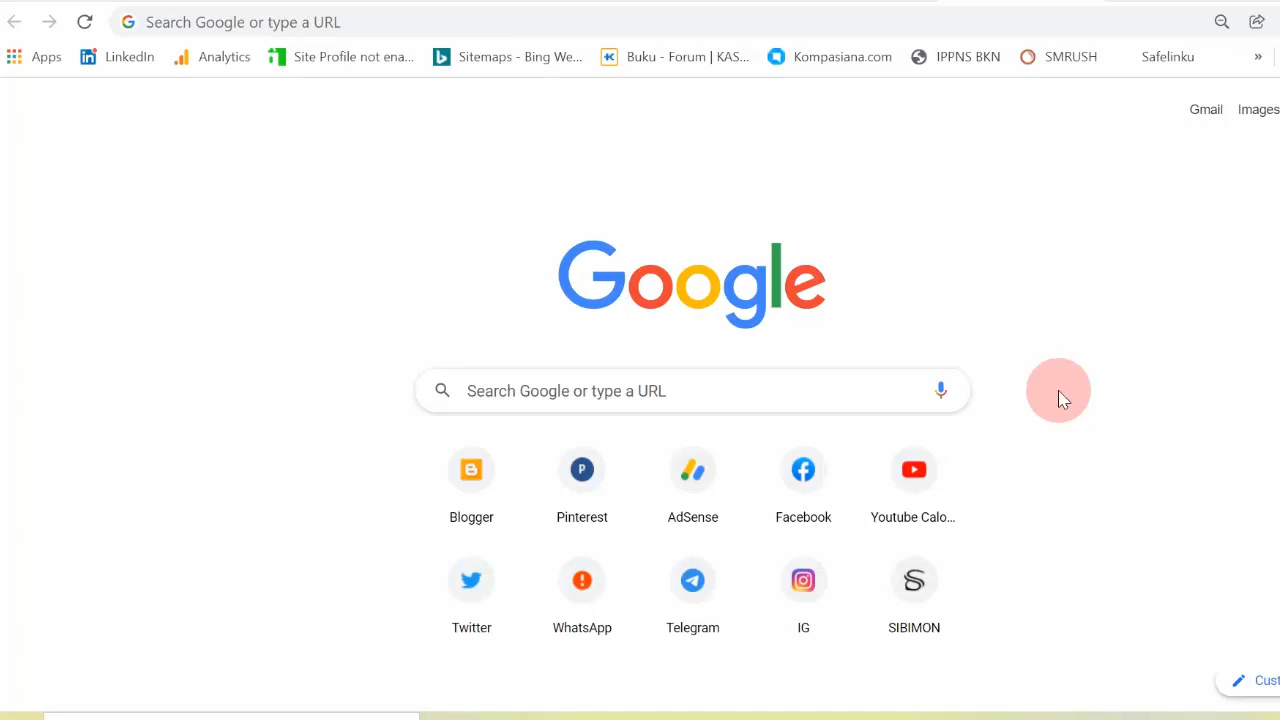 Search Google or type a URL
Apps LinkedIn Analytics Site Profile not ena... Sitemaps - Bing We... Buku - Forum | KAS... Kompasiana.com IPPNS BKN SMRUSH Safelinku »
Gmail Images
Google
Search Google or type a URL
Blogger Pinterest AdSense Facebook Youtube Calo...
Twitter WhatsApp Telegram IG SIBIMON
Cust